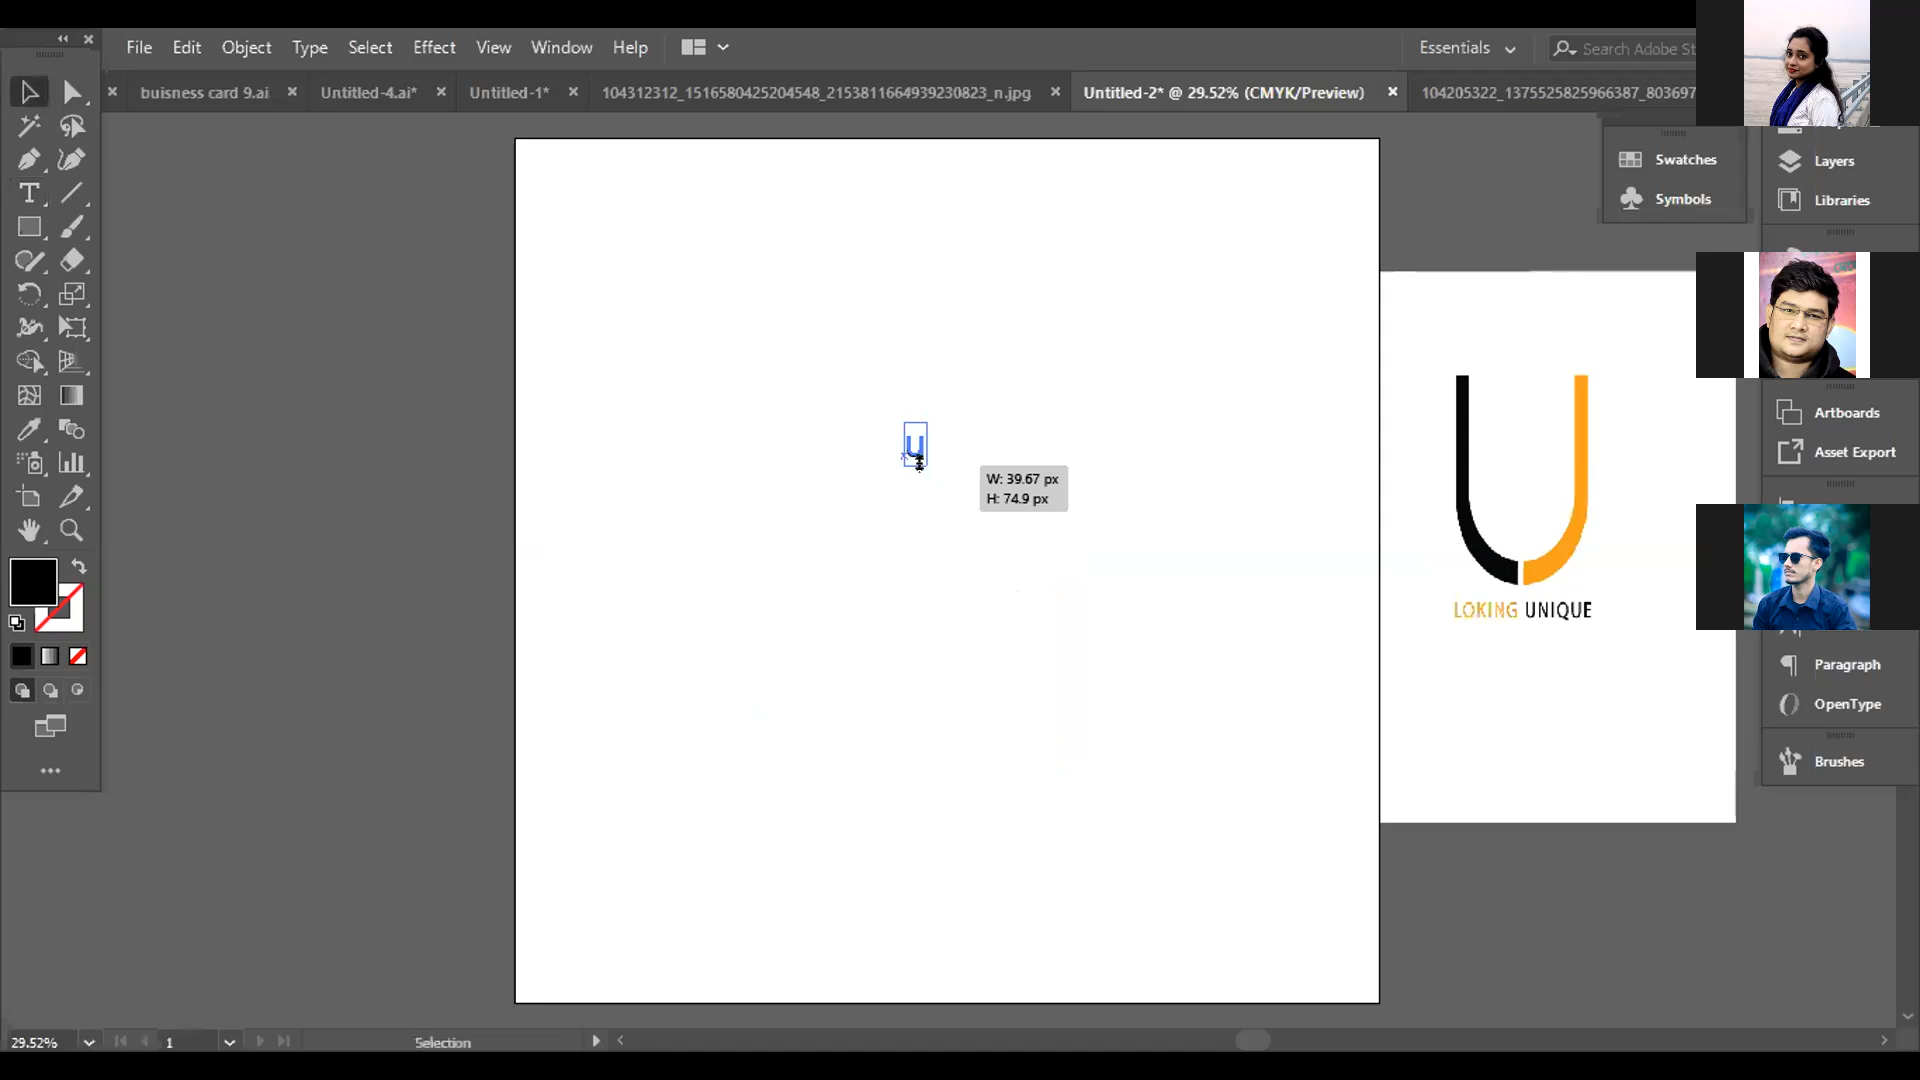 File Edit Object Type Select Effect View Window Help
Essentials Search Adobe St
buisness card 9.ai Untitled-4.ai* Untitled-1* 104312312_1516580425204548_2153811664939230823_n.jpg Untitled-2* @ 29.52% (CMYK/Preview) 104205322_1375525825966387_803697
Swatches
Symbols
Layers
Libraries
u
W: 39.67 px
H: 74.9 px
U
LOKING UNIQUE
Artboards
Asset Export
Paragraph
OpenType
Brushes
29.52% 1 Selection